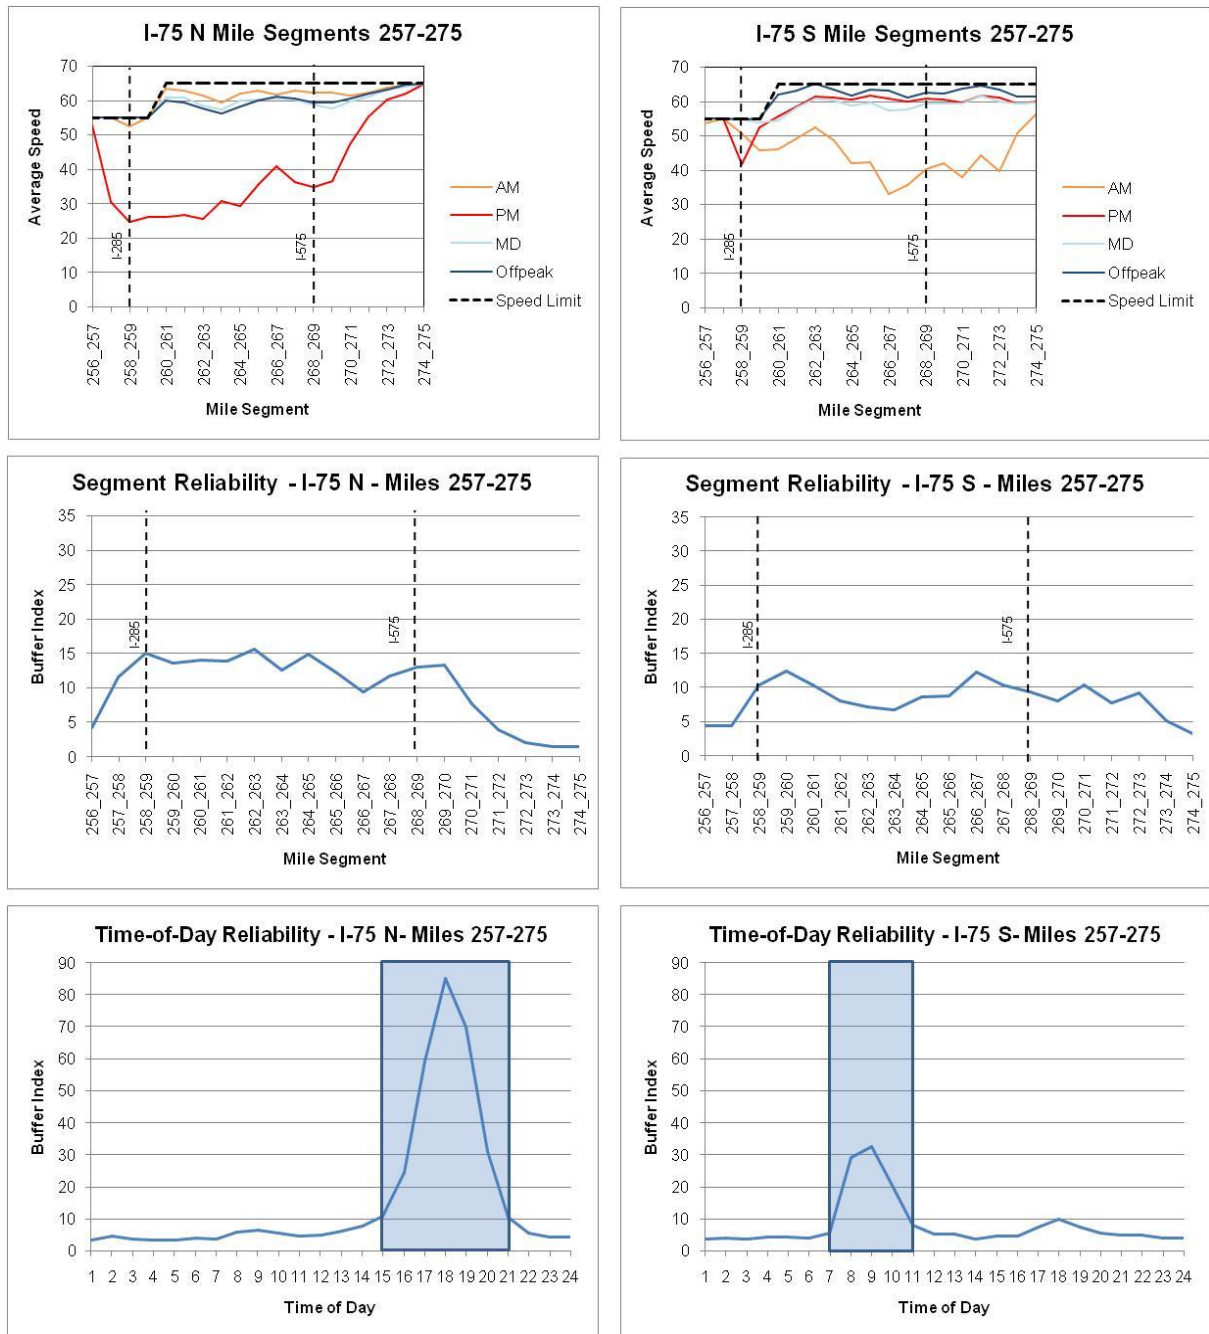 I-75 N Mile Segments 257-275
Average Speed
70
60
50
40
30
20
10
0
I-285
I-575
AM
PM
MD
Offpeak
Speed Limit
256_257
258_259
260_261
262_263
264_265
266_267
268_269
270_271
272_273
274_275
Mile Segment
I-75 S Mile Segments 257-275
Average Speed
70
60
50
40
30
20
10
0
I-285
I-575
AM
PM
MD
Offpeak
Speed Limit
256_257
258_259
260_261
262_263
264_265
266_267
268_269
270_271
272_273
274_275
Mile Segment
Segment Reliability - I-75 N - Miles 257-275
Buffer Index
35
30
25
20
15
10
5
0
I-285
I-575
256_257
257_258
258_259
259_260
260_261
261_262
262_263
263_264
264_265
265_266
266_267
267_268
268_269
269_270
270_271
271_272
272_273
273_274
274_275
Mile Segment
Segment Reliability - I-75 S - Miles 257-275
Buffer Index
35
30
25
20
15
10
5
0
I-285
I-575
256_257
257_258
258_259
259_260
260_261
261_262
262_263
263_264
264_265
265_266
266_267
267_268
268_269
269_270
270_271
271_272
272_273
273_274
274_275
Mile Segment
Time-of-Day Reliability - I-75 N- Miles 257-275
Buffer Index
90
80
70
60
50
40
30
20
10
0
1 2 3 4 5 6 7 8 9 10 11 12 13 14 15 16 17 18 19 20 21 22 23 24
Time of Day
Time-of-Day Reliability - I-75 S- Miles 257-275
Buffer Index
90
80
70
60
50
40
30
20
10
0
1 2 3 4 5 6 7 8 9 10 11 12 13 14 15 16 17 18 19 20 21 22 23 24
Time of Day